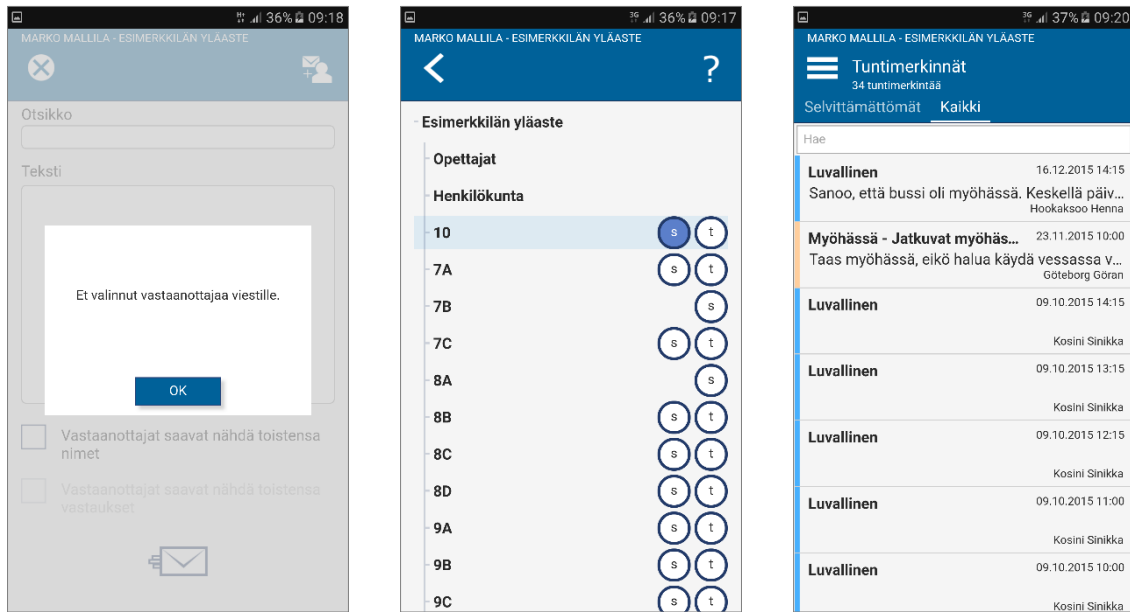 H+ 36% 09:18
MARKO MALLILA - ESIMERKKILÄN YLÄASTE
Otsikko
Teksti
Et valinnut vastaanottajaa viestille.
OK
Vastaanottajat saavat nähdä toistensa
nimet
Vastaanottajat saavat nähdä toistensa
vastaukset
3G 36% 09:17
MARKO MALLILA - ESIMERKKILÄN YLÄASTE
?
Esimerkkilän yläaste
Opettajat
Henkilökunta
10 s t
7A s t
7B s
7C s t
8A s
8B s t
8C s t
8D s t
9A s t
9B s t
9C s t
3G 37% 09:20
MARKO MALLILA - ESIMERKKILÄN YLÄASTE
Tuntimerkinnät
34 tuntimerkintää
Selvittämättömät Kaikki
Hae
Luvallinen 16.12.2015 14:15
Sanoo, että bussi oli myöhässä. Keskellä päiv...
Hookaksoo Henna
Myöhässä - Jatkuvat myöhäs... 23.11.2015 10:00
Taas myöhässä, eikö halua käydä vessassa v...
Göteborg Göran
Luvallinen 09.10.2015 14:15
Kosini Sinikka
Luvallinen 09.10.2015 13:15
Kosini Sinikka
Luvallinen 09.10.2015 12:15
Kosini Sinikka
Luvallinen 09.10.2015 11:00
Kosini Sinikka
Luvallinen 09.10.2015 10:00
Kosini Sinikka